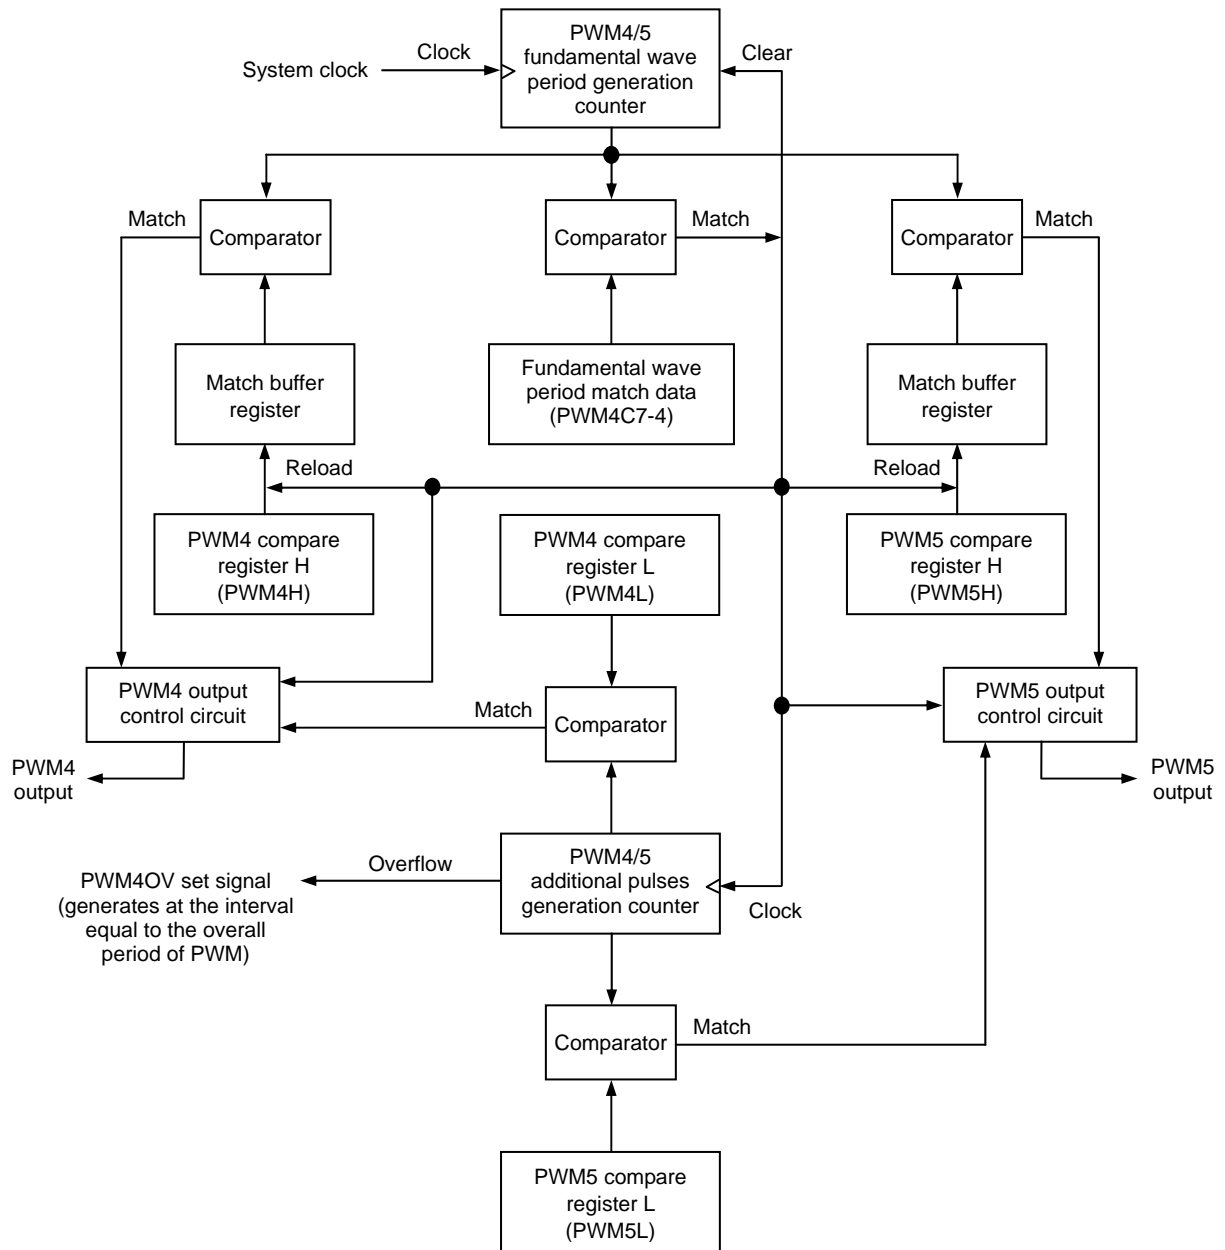 PWM4/5
fundamental wave
period generation
counter
Clock
Clear
System clock
Match
Comparator
Comparator
Match
Comparator
Match
Match buffer
register
Fundamental wave
period match data
(PWM4C7-4)
Match buffer
register
Reload
Reload
PWM4 compare
register H
(PWM4H)
PWM4 compare
register L
(PWM4L)
PWM5 compare
register H
(PWM5H)
PWM4 output
control circuit
Match
Comparator
PWM5 output
control circuit
PWM4
output
PWM5
output
Overflow
PWM4/5
additional pulses
generation counter
Clock
PWM4OV set signal
(generates at the interval
equal to the overall
period of PWM)
Comparator
Match
PWM5 compare
register L
(PWM5L)